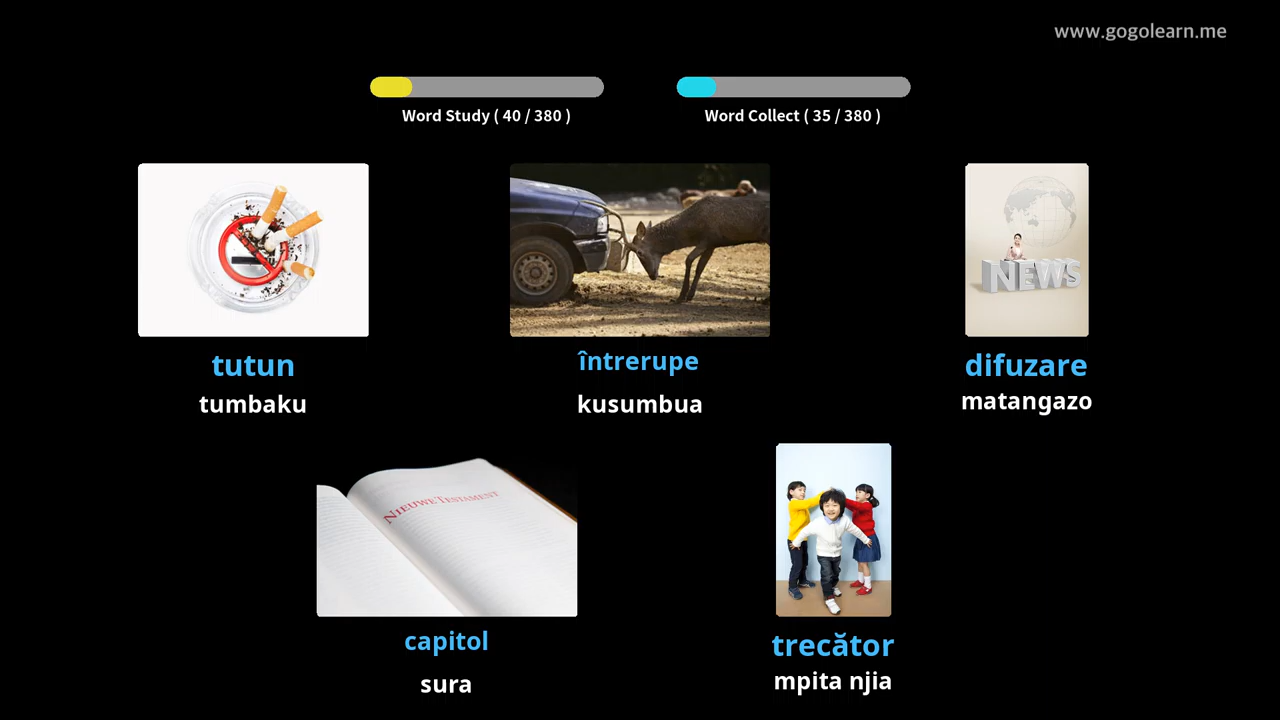 www.gogolearn.me
Word Study ( 40 / 380 )
Word Collect ( 35 / 380 )
NEWS
tutun
tumbaku
întrerupe
kusumbua
difuzare
matangazo
NIEUWE TESTAMENT
capitol
sura
trecător
mpita njia